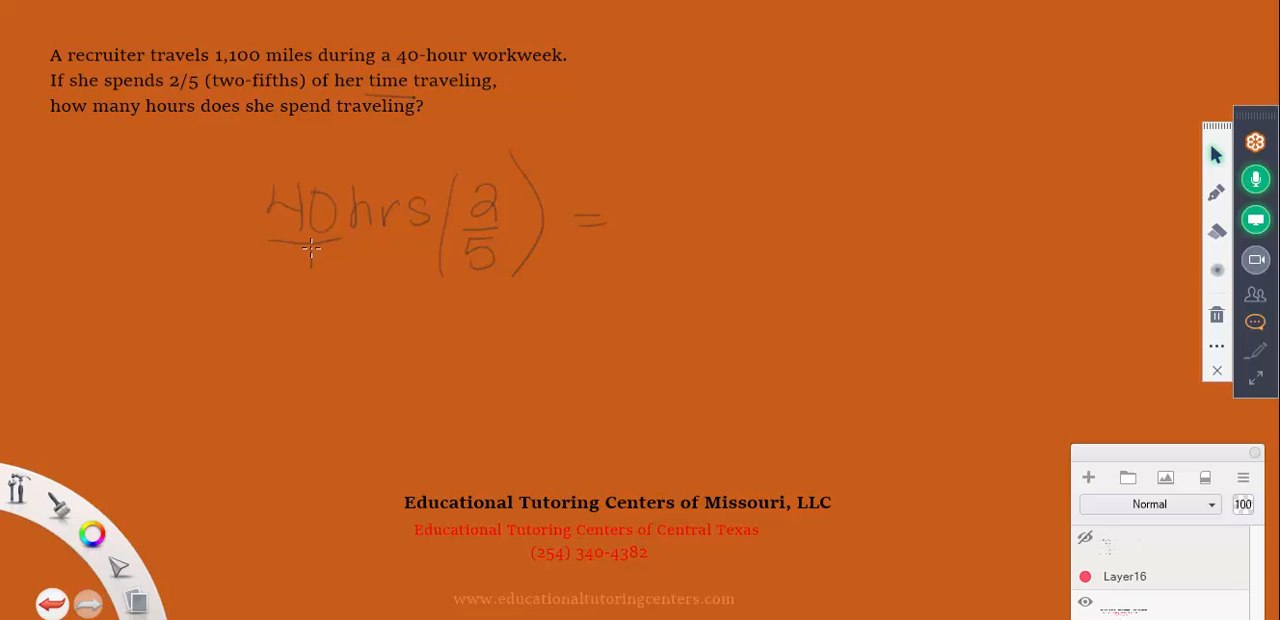 A recruiter travels 1,100 miles during a 40-hour workweek.
If she spends 2/5 (two-fifths) of her time traveling,
how many hours does she spend traveling?
40 hrs (2/5) =
Educational Tutoring Centers of Missouri, LLC
Educational Tutoring Centers of Central Texas
(254) 340-4382
www.educationaltutoringcenters.com
Normal
100
Layer16